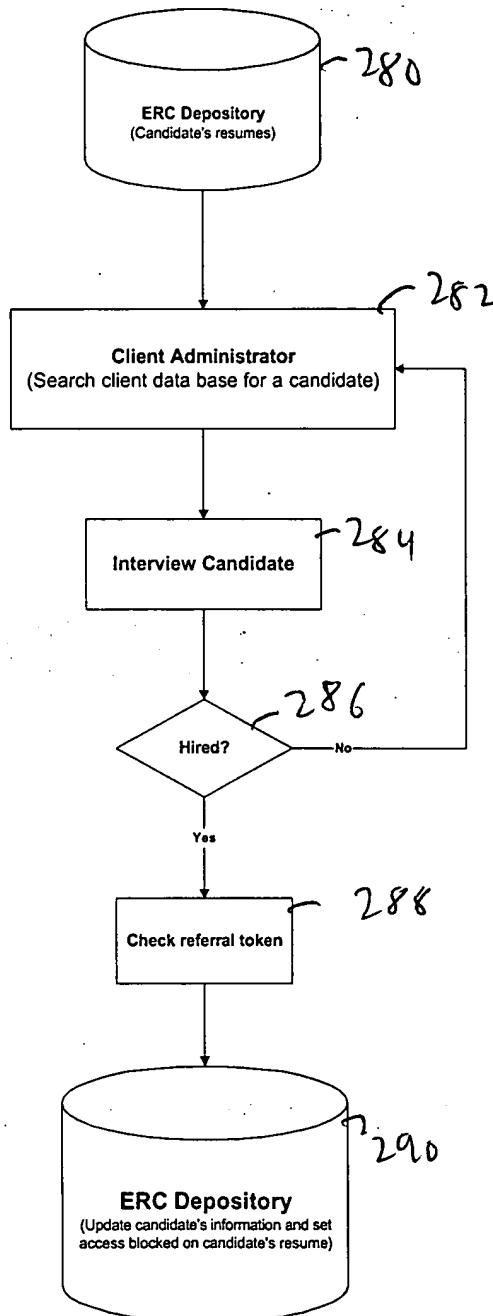 280
ERC Depository
(Candidate's resumes)
282
Client Administrator
(Search client data base for a candidate)
284
Interview Candidate
286
Hired?
No
Yes
288
Check referral token
290
ERC Depository
(Update candidate's information and set
access blocked on candidate's resume)